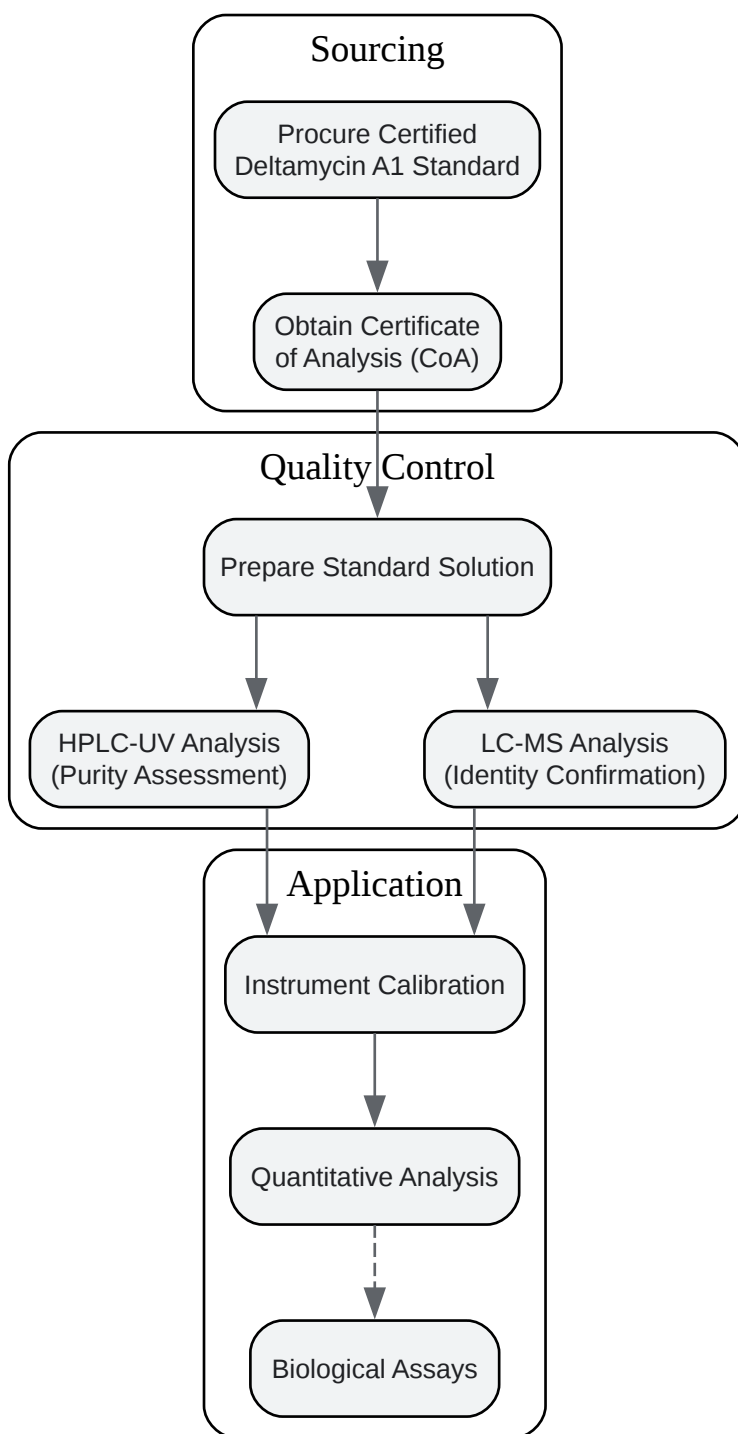 Sourcing
Procure Certified
Deltamycin A1 Standard
Obtain Certificate
of Analysis (CoA)
Quality Control
Prepare Standard Solution
HPLC-UV Analysis
(Purity Assessment)
LC-MS Analysis
(Identity Confirmation)
Application
Instrument Calibration
Quantitative Analysis
Biological Assays